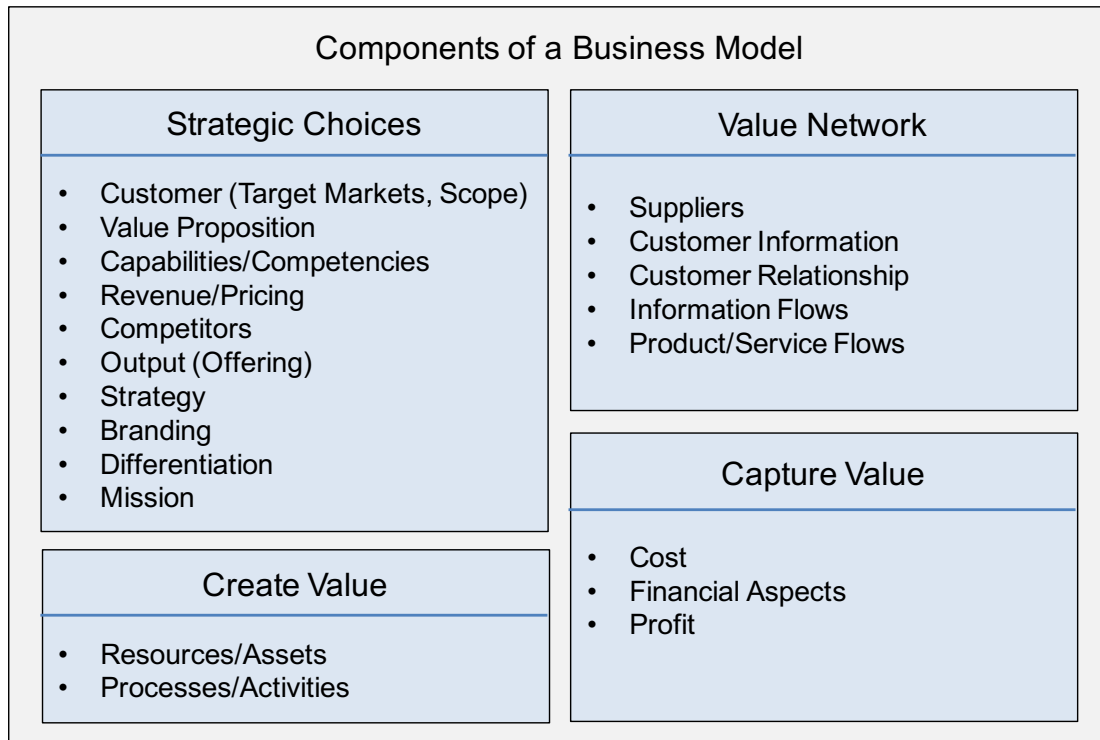 Components of a Business Model
Strategic Choices
• Customer (Target Markets, Scope)
• Value Proposition
• Capabilities/Competencies
• Revenue/Pricing
• Competitors
• Output (Offering)
• Strategy
• Branding
• Differentiation
• Mission
Value Network
• Suppliers
• Customer Information
• Customer Relationship
• Information Flows
• Product/Service Flows
Create Value
• Resources/Assets
• Processes/Activities
Capture Value
• Cost
• Financial Aspects
• Profit